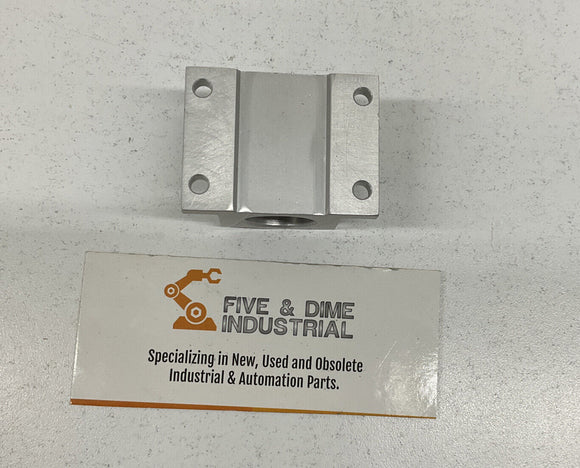 FIVE & DIME
INDUSTRIAL
Specializing in New, Used and Obsolete
Industrial & Automation Parts.